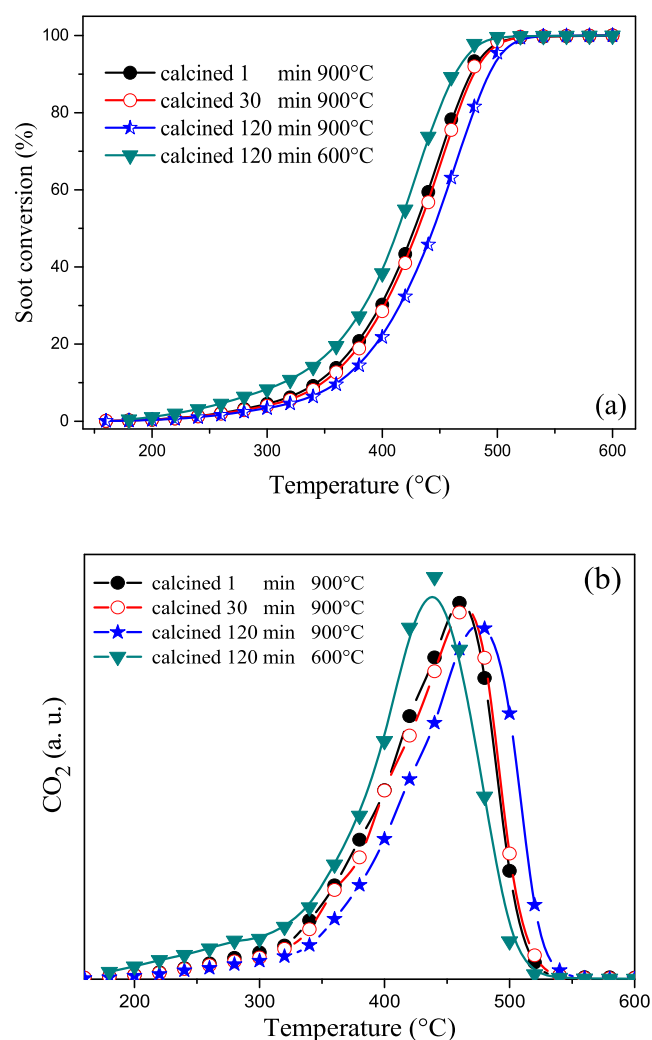 100
80
60
40
20
0
Soot conversion (%)
calcined 1 min 900°C
calcined 30 min 900°C
calcined 120 min 900°C
calcined 120 min 600°C
(a)
200 300 400 500 600
Temperature (°C)
(b)
calcined 1 min 900°C
calcined 30 min 900°C
calcined 120 min 900°C
calcined 120 min 600°C
CO₂ (a. u.)
200 300 400 500 600
Temperature (°C)